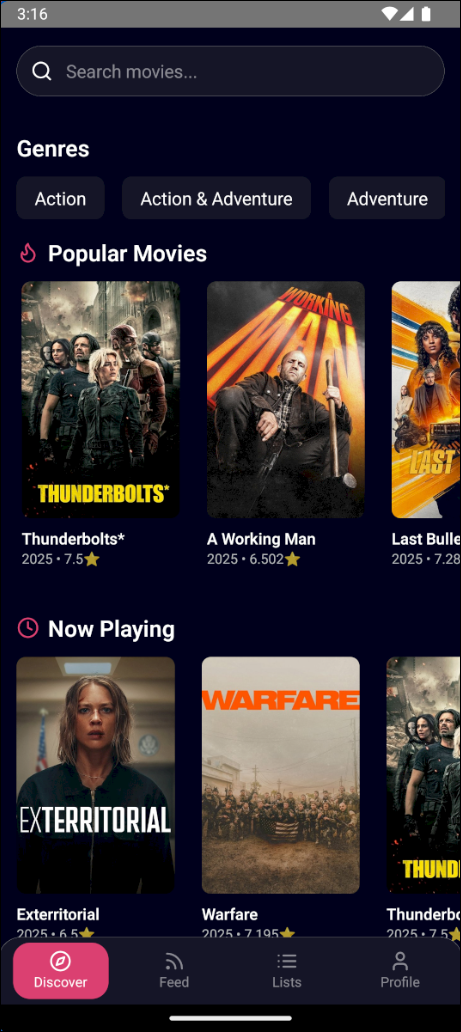 3:16
Search movies...
Genres
Action
Action & Adventure
Adventure
Popular Movies
THUNDERBOLTS*
A WORKING MAN
LAST
Thunderbolts*
A Working Man
Last Bulle
2025 • 7.5⭐
2025 • 6.502⭐
2025 • 7.28
Now Playing
EXTERRITORIAL
WARFARE
THUND
Exterritorial
Warfare
Thunderbo
2025 • 6.5⭐
2025 • 7.195⭐
2025 • 7.5⭐
Discover
Feed
Lists
Profile